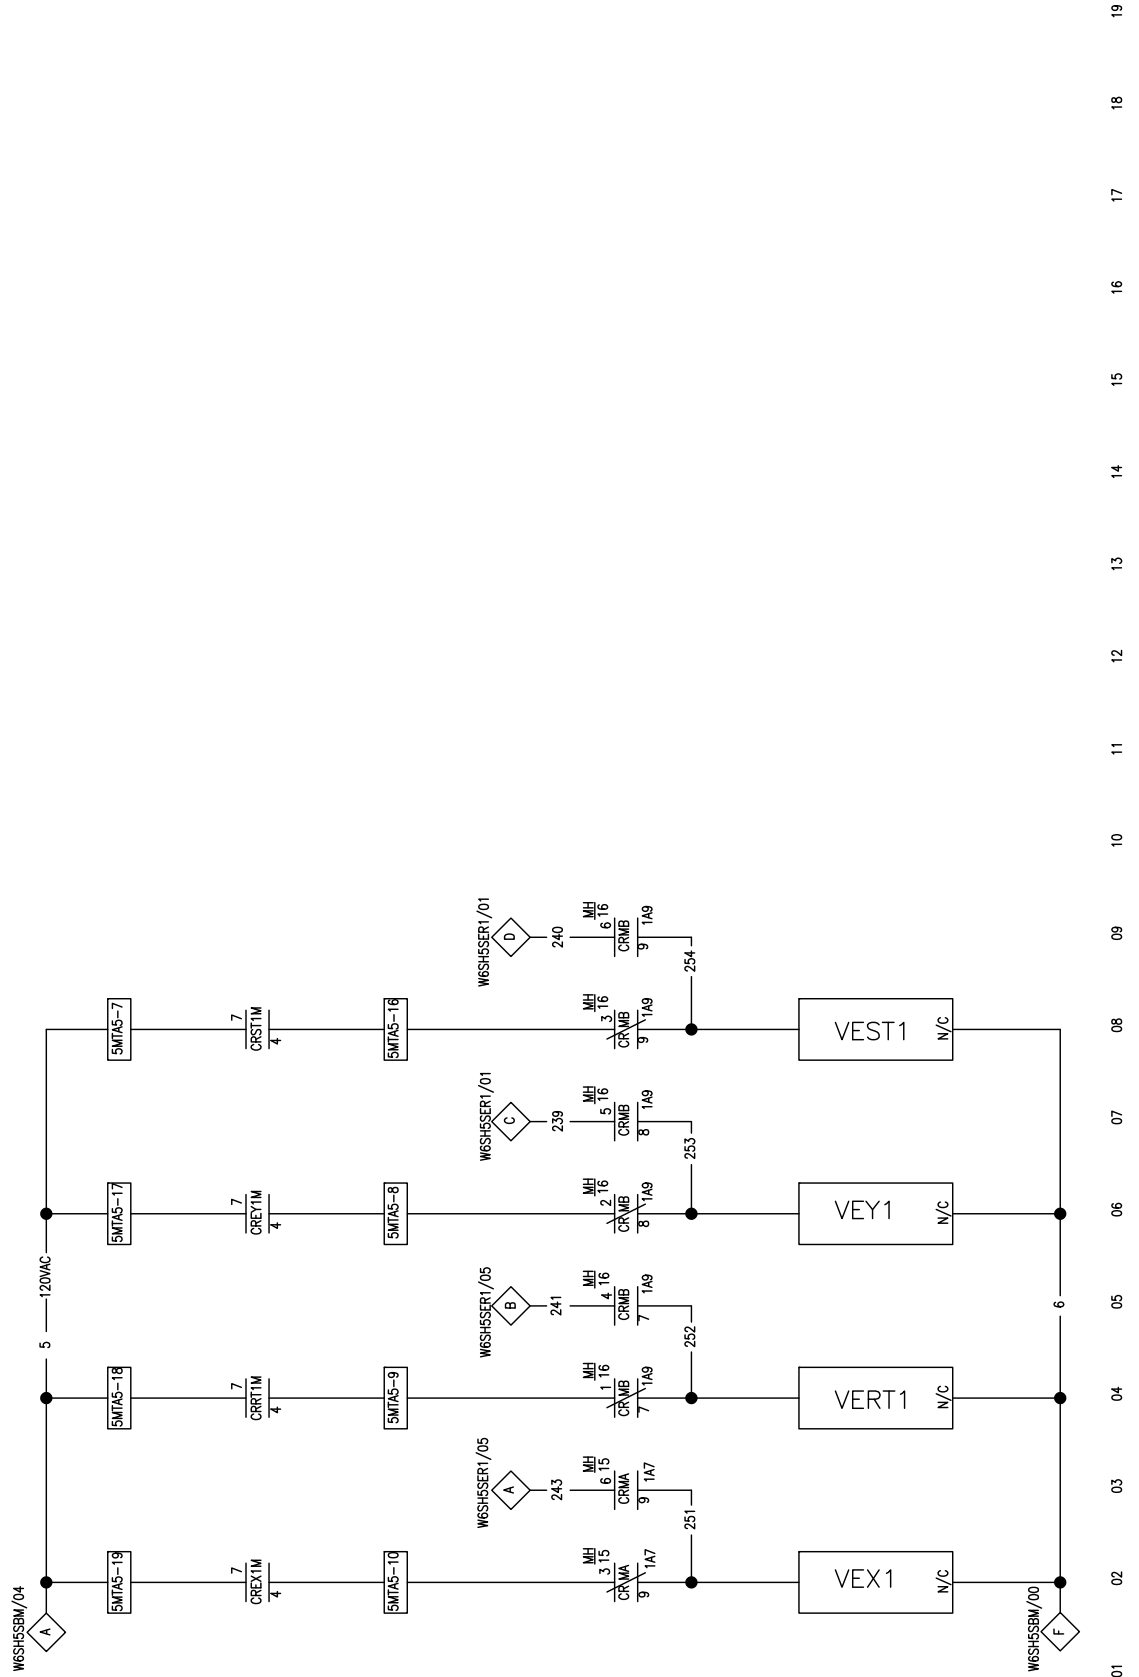 19
18
17
16
15
14
13
12
11
10
09
08
07
06
05
04
03
02
01
W6SH5SBM/04
A
5
120VAC
5MTA5-19
5MTA5-18
5MTA5-17
5MTA5-7
7
CREX1M
4
7
CRRT1M
4
7
CREY1M
4
7
CRST1M
4
5MTA5-10
5MTA5-9
5MTA5-8
5MTA5-16
W6SH5SER1/05
A
243
W6SH5SER1/05
B
241
W6SH5SER1/01
C
239
W6SH5SER1/01
D
240
MH
3 15
CRMA
9 1A7
MH
6 15
CRMA
9 1A7
251
MH
1 16
CRMB
7 1A9
MH
4 16
CRMB
7 1A9
252
MH
2 16
CRMB
8 1A9
MH
5 16
CRMB
8 1A9
253
MH
3 16
CRMB
9 1A9
MH
6 16
CRMB
9 1A9
254
VEX1
N/C
VERT1
N/C
VEY1
N/C
VEST1
N/C
W6SH5SBM/00
F
6